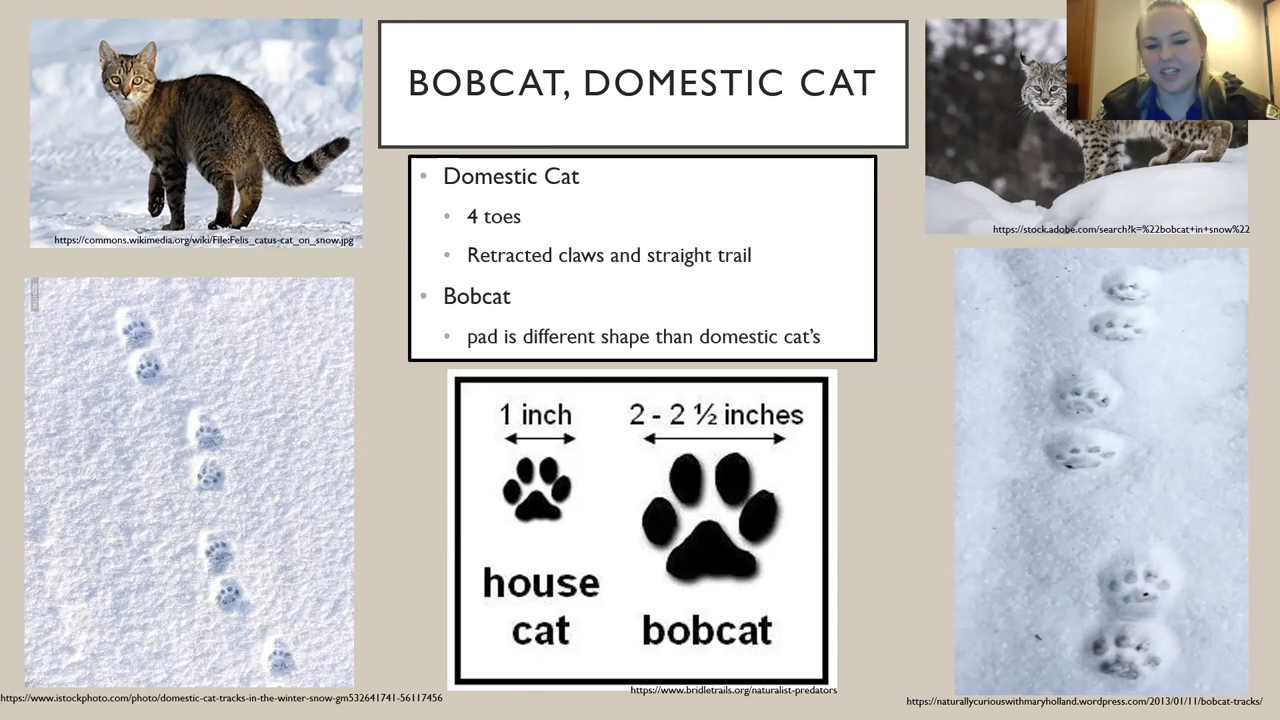 BOBCAT, DOMESTIC CAT
https://commons.wikimedia.org/wiki/File:Felis_catus-cat_on_snow.jpg
https://stock.adobe.com/search?k=%22bobcat+in+snow%22
• Domestic Cat
• 4 toes
• Retracted claws and straight trail
• Bobcat
• pad is different shape than domestic cat’s
1 inch
2 - 2 ½ inches
house
cat
bobcat
https://www.bridletrails.org/naturalist-predators
https://www.istockphoto.com/photo/domestic-cat-tracks-in-the-winter-snow-gm532641741-56117456
https://naturallycuriouswithmaryholland.wordpress.com/2013/01/11/bobcat-tracks/